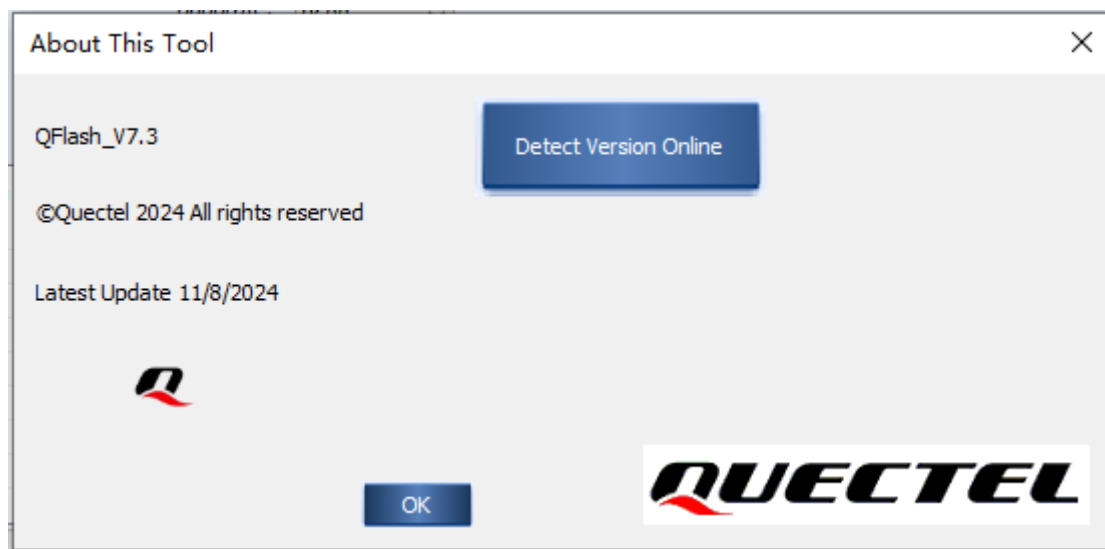 About This Tool
QFlash_V7.3
Detect Version Online
©Quectel 2024 All rights reserved
Latest Update 11/8/2024
QUECTEL
OK